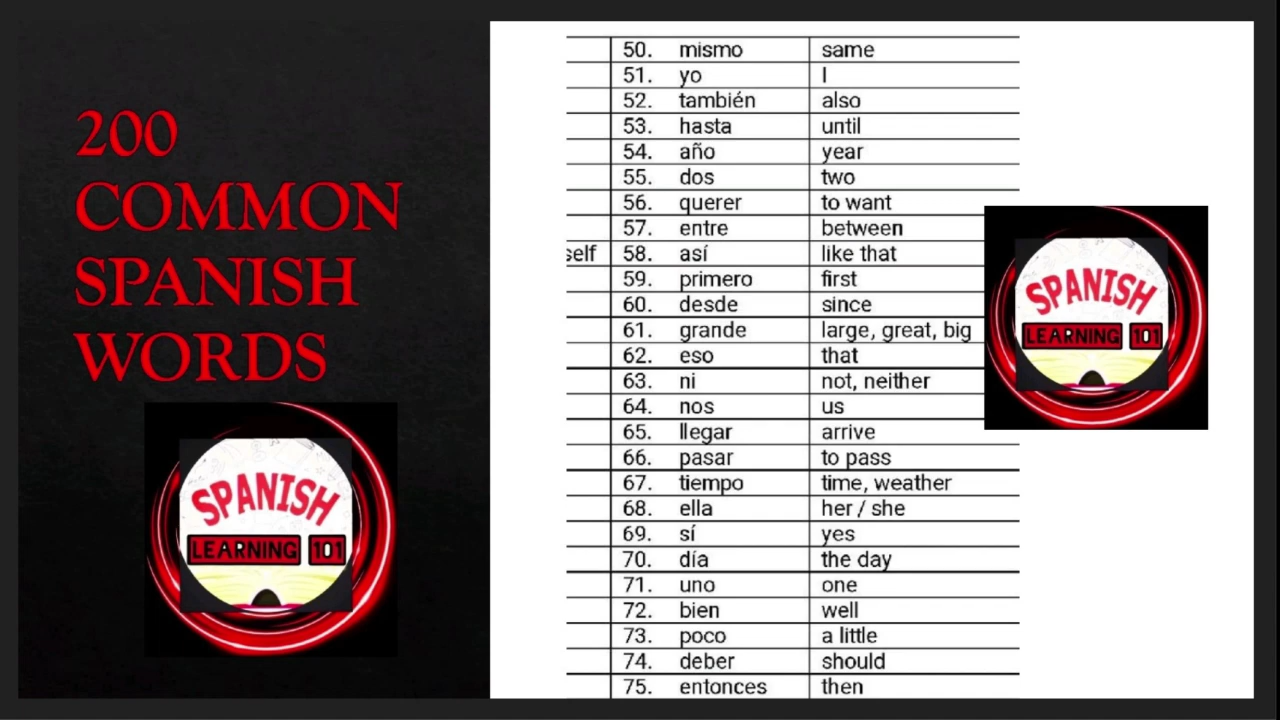 200
COMMON
SPANISH
WORDS
SPANISH
LEARNING 101
50. mismo same
51. yo I
52. también also
53. hasta until
54. año year
55. dos two
56. querer to want
57. entre between
self 58. así like that
59. primero first
60. desde since
61. grande large, great, big
62. eso that
63. ni not, neither
64. nos us
65. llegar arrive
66. pasar to pass
67. tiempo time, weather
68. ella her / she
69. sí yes
70. día the day
71. uno one
72. bien well
73. poco a little
74. deber should
75. entonces then
SPANISH
LEARNING 101